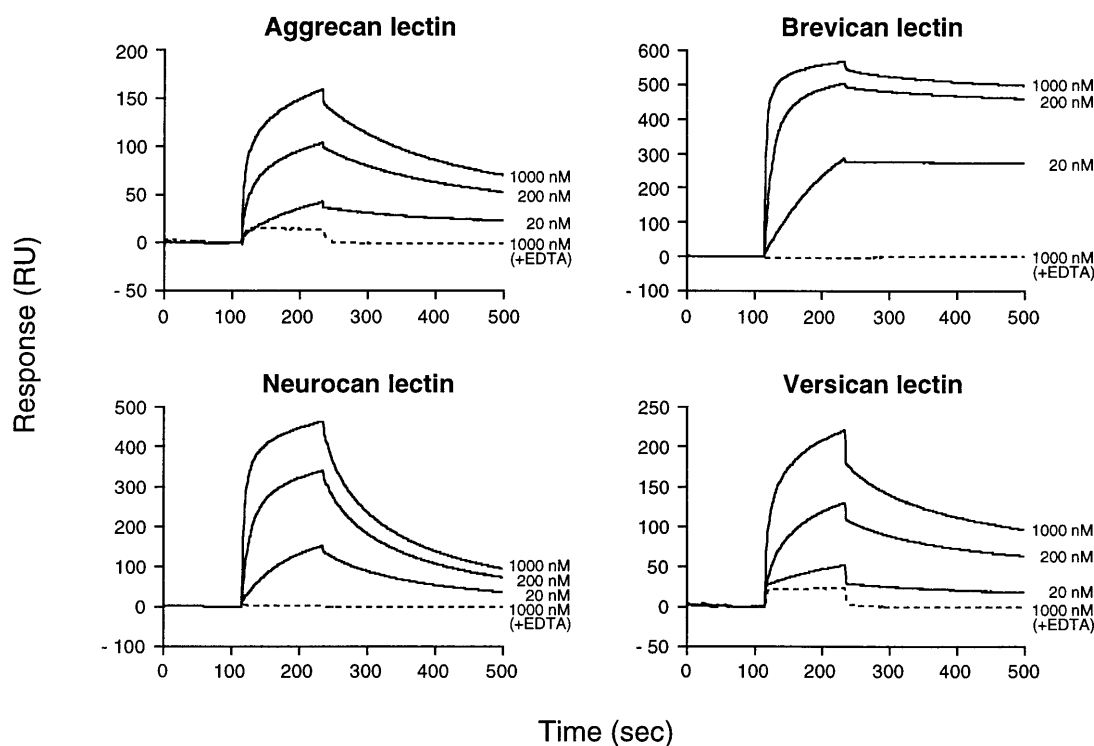 Aggrecan lectin
200
150
100
50
0
- 50
0 100 200 300 400 500
1000 nM
200 nM
20 nM
1000 nM
(+EDTA)
Brevican lectin
600
500
400
300
200
100
0
- 100
0 100 200 300 400 500
1000 nM
200 nM
20 nM
1000 nM
(+EDTA)
Response (RU)
Neurocan lectin
500
400
300
200
100
0
- 100
0 100 200 300 400 500
1000 nM
200 nM
20 nM
1000 nM
(+EDTA)
Versican lectin
250
200
150
100
50
0
- 50
0 100 200 300 400 500
1000 nM
200 nM
20 nM
1000 nM
(+EDTA)
Time (sec)